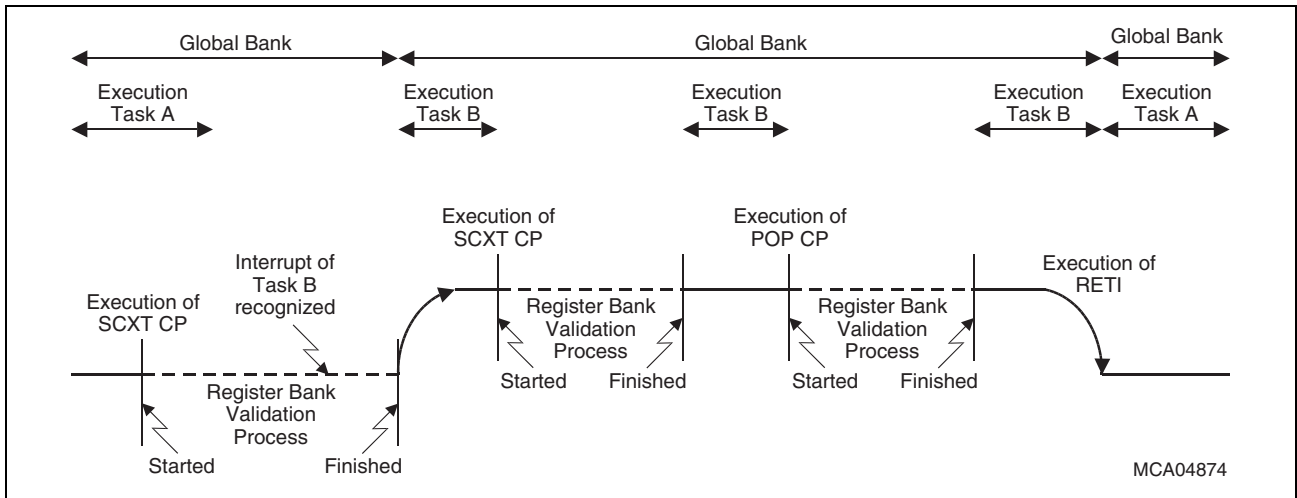 Global Bank
Global Bank
Global Bank
Execution
Task A
Execution
Task B
Execution
Task B
Execution
Task B
Execution
Task A
Execution of
SCXT CP
Interrupt of
Task B
recognized
Execution of
SCXT CP
Execution of
POP CP
Execution of
RETI
Register Bank
Validation
Process
Started
Finished
Register Bank
Validation
Process
Started
Finished
Register Bank
Validation
Process
Started
Finished
MCA04874